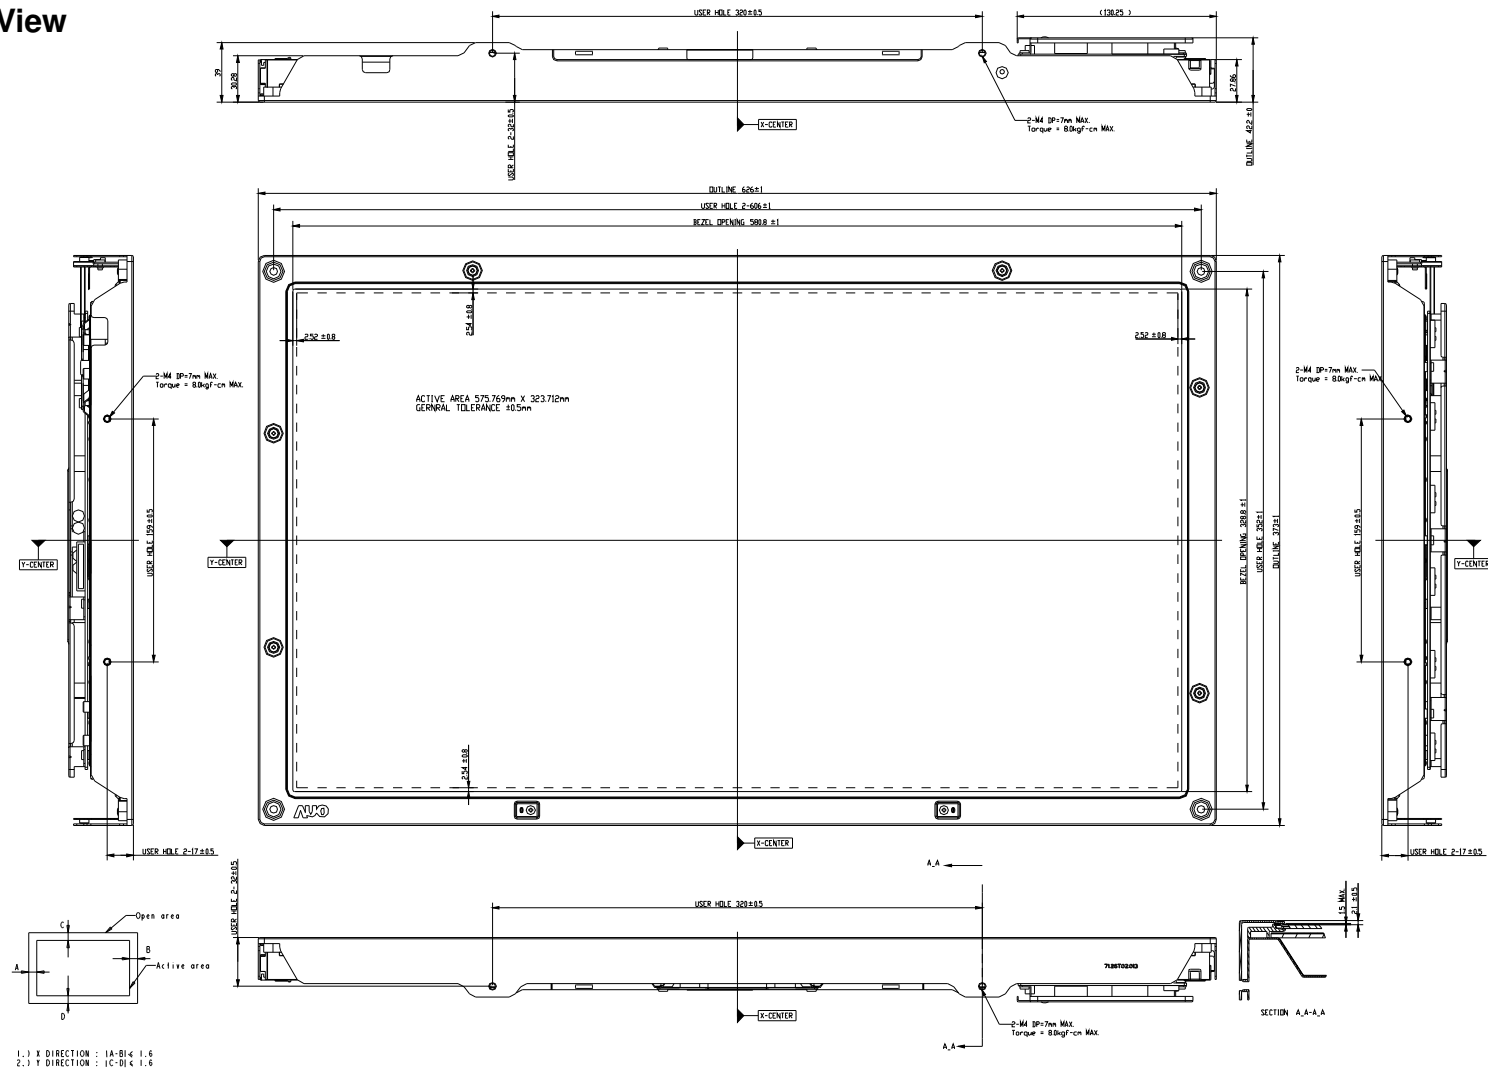 View
USER HOLE 320±0.5
(130.25 )
39
30.28
USER HOLE 2-32±0.5
X-CENTER
2-M4 DP=7mm MAX.
Torque = 8.0kgf-cm MAX.
27.86
OUTLINE 42.2 ±0
OUTLINE 626±1
USER HOLE 2-606±1
BEZEL OPENING 580.8 ±1
2.54 ±0.8
2.52 ±0.8
2.52 ±0.8
2-M4 DP=7mm MAX.
Torque = 8.0kgf-cm MAX.
2-M4 DP=7mm MAX.
Torque = 8.0kgf-cm MAX.
ACTIVE AREA 575.769mm X 323.712mm
GERNRAL TOLERANCE ±0.5mm
USER HOLE 159±0.5
BEZEL OPENING 328.8 ±1
USER HOLE 352±1
OUTLINE 373±1
USER HOLE 159±0.5
Y-CENTER
Y-CENTER
Y-CENTER
2.54 ±0.8
AUO
X-CENTER
USER HOLE 2-17±0.5
USER HOLE 2-17±0.5
A_A
USER HOLE 2-32±0.5
USER HOLE 320±0.5
1.5 MAX.
2.1 ±0.5
Open area
C
B
A
Active area
D
71.85T02.013
X-CENTER
2-M4 DP=7mm MAX.
Torque = 8.0kgf-cm MAX.
A_A
SECTION A_A-A_A
1.) X DIRECTION : |A-B|≤ 1.6
2.) Y DIRECTION : |C-D|≤ 1.6